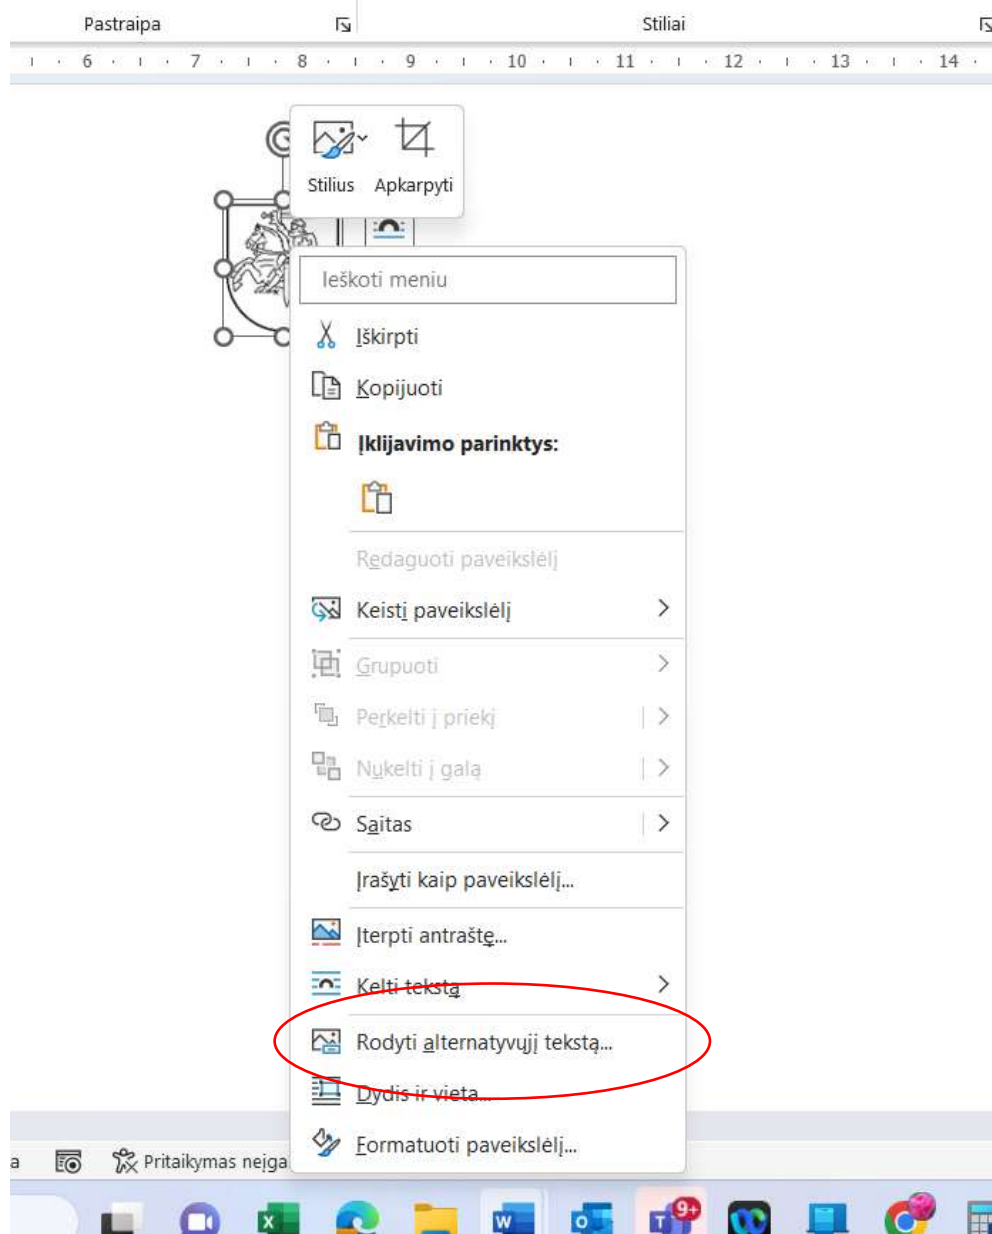 Pastraipa
Stiliai
6 7 8 9 10 11 12 13 14
Stilius Apkarpyti
Ieškoti meniu
Iškirpti
Kopijuoti
Įklijavimo parinktys:
Redaguoti paveikslėlį
Keisti paveikslėlį
Grupuoti
Perkelti į priekį
Nukelti į galą
Saitas
Įrašyti kaip paveikslėlį...
Įterpti antraštę...
Kelti tekstą
Rodyti alternatyvųjį tekstą...
Dydis ir vieta...
Formatuoti paveikslėlį...
a Pritaikymas neįga
X W O T 9+